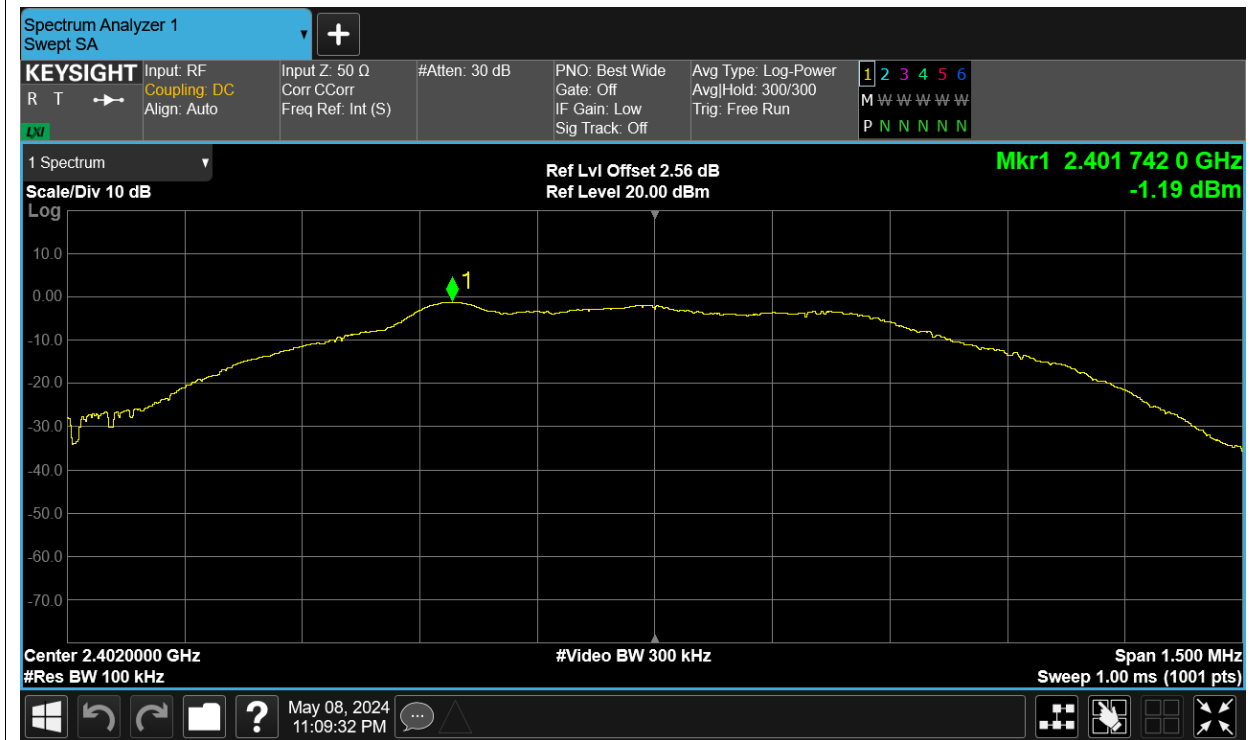 Spectrum Analyzer 1
Swept SA
KEYSIGHT
R T
LXI
Input: RF
Coupling: DC
Align: Auto
Input Z: 50 Ω
Corr CCorr
Freq Ref: Int (S)
#Atten: 30 dB
PNO: Best Wide
Gate: Off
IF Gain: Low
Sig Track: Off
Avg Type: Log-Power
Avg|Hold: 300/300
Trig: Free Run
1 2 3 4 5 6
M W W W W W
P N N N N N
1 Spectrum
Scale/Div 10 dB
Log
Ref Lvl Offset 2.56 dB
Ref Level 20.00 dBm
Mkr1 2.401 742 0 GHz
-1.19 dBm
10.0
0.00
-10.0
-20.0
-30.0
-40.0
-50.0
-60.0
-70.0
1
Center 2.4020000 GHz
#Res BW 100 kHz
#Video BW 300 kHz
Span 1.500 MHz
Sweep 1.00 ms (1001 pts)
?
May 08, 2024
11:09:32 PM